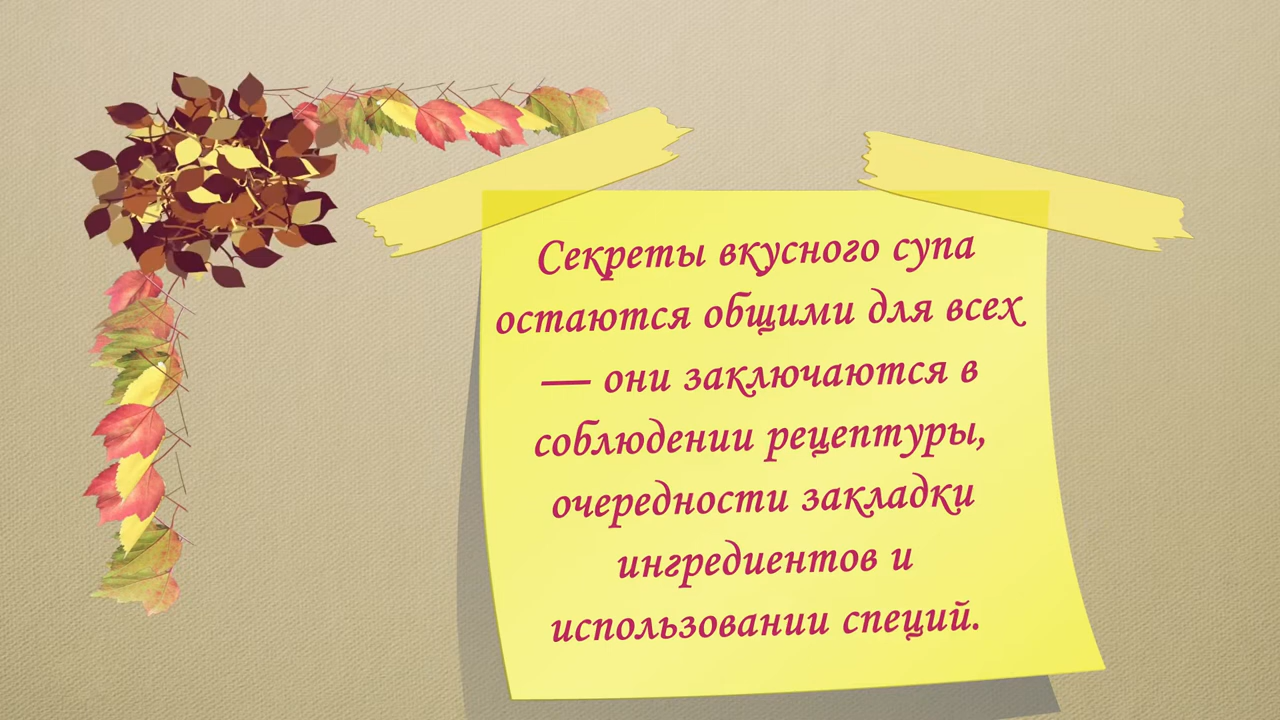 Секреты вкусного супа
остаются общими для всех
— они заключаются в
соблюдении рецептуры,
очередности закладки
ингредиентов и
использовании специй.